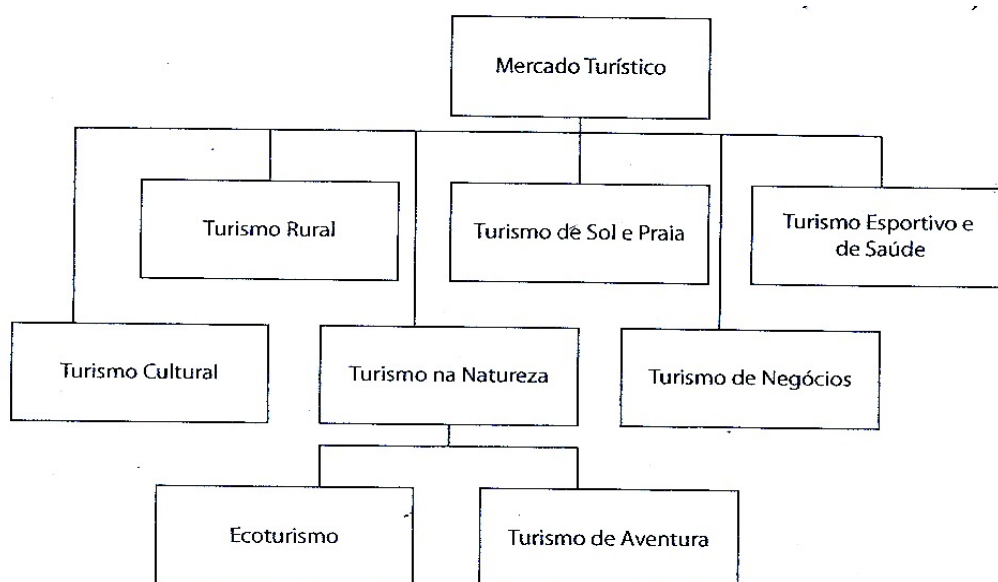 Mercado Turístico
Turismo Rural
Turismo de Sol e Praia
Turismo Esportivo e
de Saúde
Turismo Cultural
Turismo na Natureza
Turismo de Negócios
Ecoturismo
Turismo de Aventura